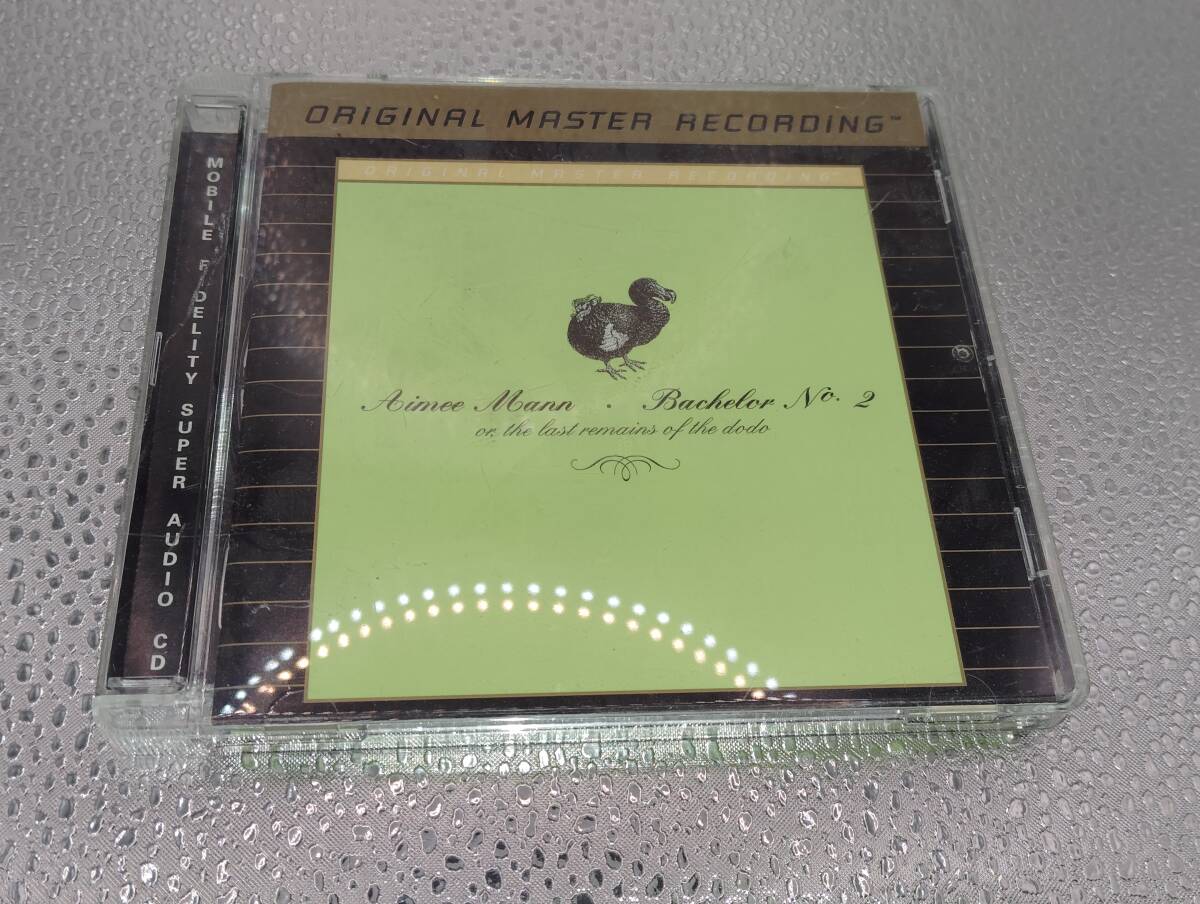 ORIGINAL MASTER RECORDING™
ORIGINAL MASTER RECORDING™
Aimee Mann · Bachelor No. 2
or, the last remains of the dodo
MOBILE FIDELITY SUPER AUDIO CD